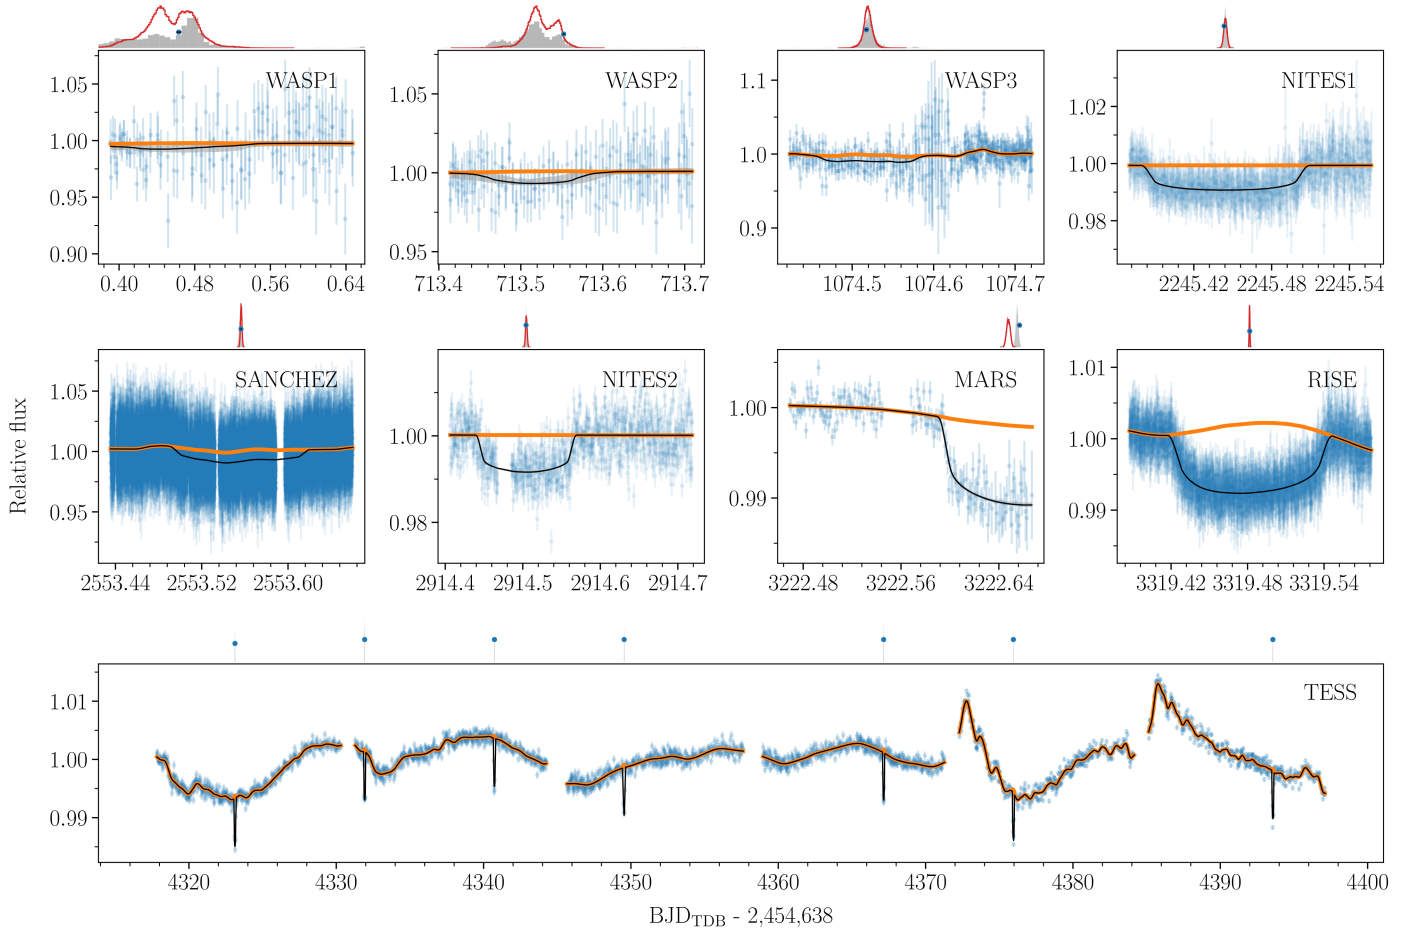 WASP1
WASP2
WASP3
NITES1
1.05
1.00
0.95
0.90
1.05
1.00
0.95
1.1
1.0
0.9
1.02
1.00
0.98
0.40 0.48 0.56 0.64
713.4 713.5 713.6 713.7
1074.5 1074.6 1074.7
2245.42 2245.48 2245.54
SANCHEZ
NITES2
MARS
RISE
1.05
1.00
0.95
1.00
0.98
1.00
0.99
1.01
1.00
0.99
2553.44 2553.52 2553.60
2914.4 2914.5 2914.6 2914.7
3222.48 3222.56 3222.64
3319.42 3319.48 3319.54
Relative flux
TESS
1.01
1.00
0.99
4320 4330 4340 4350 4360 4370 4380 4390 4400
BJD_TDB - 2,454,638